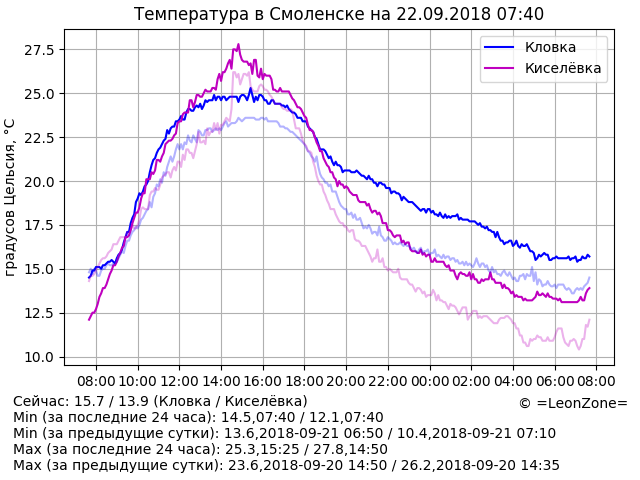 Температура в Смоленске на 22.09.2018 07:40
Кловка
Киселёвка
градусов Цельсия, °C
27.5
25.0
22.5
20.0
17.5
15.0
12.5
10.0
08:00 10:00 12:00 14:00 16:00 18:00 20:00 22:00 00:00 02:00 04:00 06:00 08:00
Сейчас: 15.7 / 13.9 (Кловка / Киселёвка)
© =LeonZone=
Min (за последние 24 часа): 14.5,07:40 / 12.1,07:40
Min (за предыдущие сутки): 13.6,2018-09-21 06:50 / 10.4,2018-09-21 07:10
Max (за последние 24 часа): 25.3,15:25 / 27.8,14:50
Max (за предыдущие сутки): 23.6,2018-09-20 14:50 / 26.2,2018-09-20 14:35